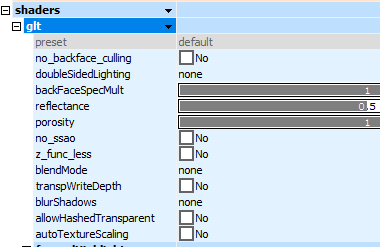 shaders
glt
preset default
no_backface_culling No
doubleSidedLighting none
backFaceSpecMult 1
reflectance 0.5
porosity 1
no_ssao No
z_func_less No
blendMode none
transpWriteDepth No
blurShadows none
allowHashedTransparent No
autoTextureScaling No